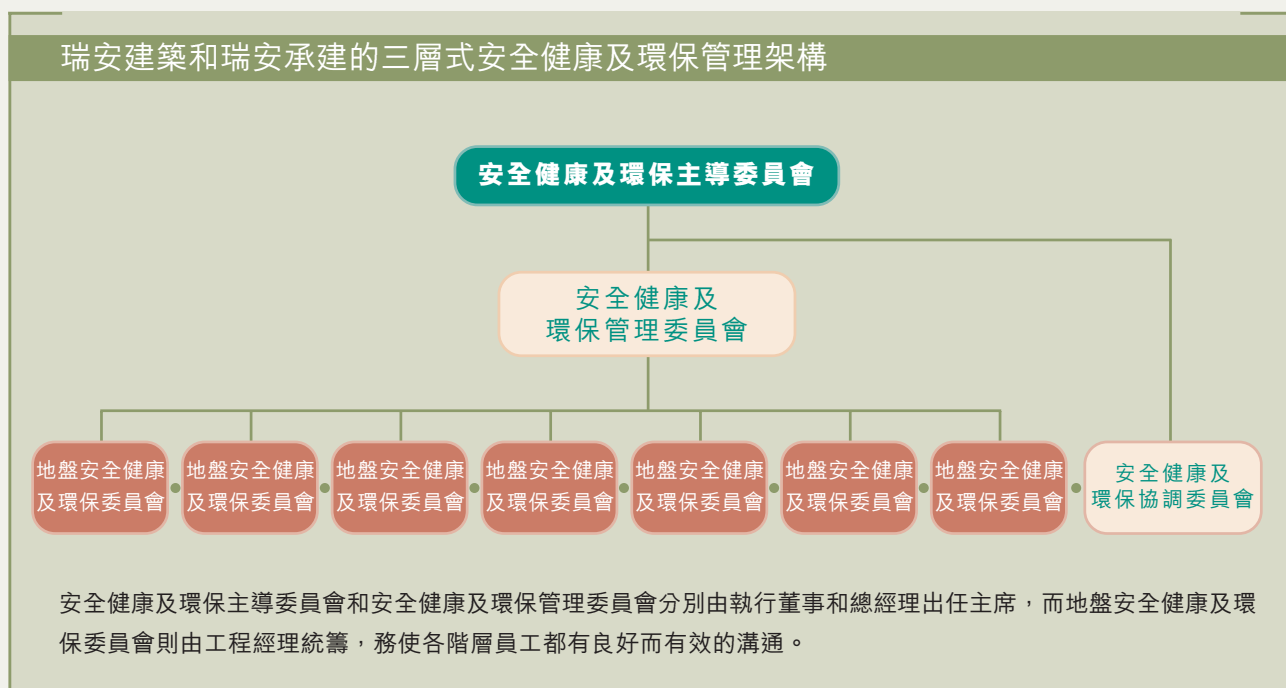 瑞安建築和瑞安承建的三層式安全健康及環保管理架構
安全健康及環保主導委員會
安全健康及
環保管理委員會
地盤安全健康
及環保委員會
地盤安全健康
及環保委員會
地盤安全健康
及環保委員會
地盤安全健康
及環保委員會
地盤安全健康
及環保委員會
地盤安全健康
及環保委員會
地盤安全健康
及環保委員會
安全健康及
環保協調委員會
安全健康及環保主導委員會和安全健康及環保管理委員會分別由執行董事和總經理出任主席，而地盤安全健康及環
保委員會則由工程經理統籌，務使各階層員工都有良好而有效的溝通。